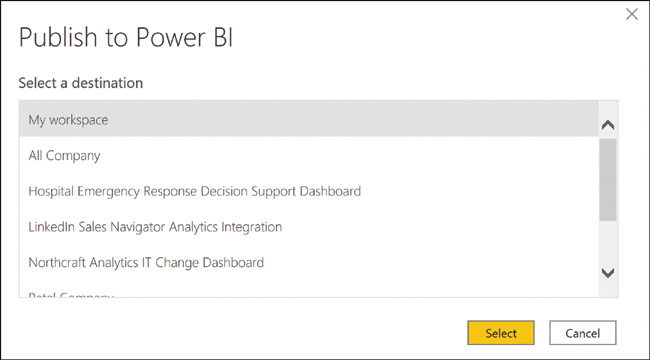 Publish to Power BI
Select a destination
My workspace
All Company
Hospital Emergency Response Decision Support Dashboard
LinkedIn Sales Navigator Analytics Integration
Northcraft Analytics IT Change Dashboard
Select
Cancel